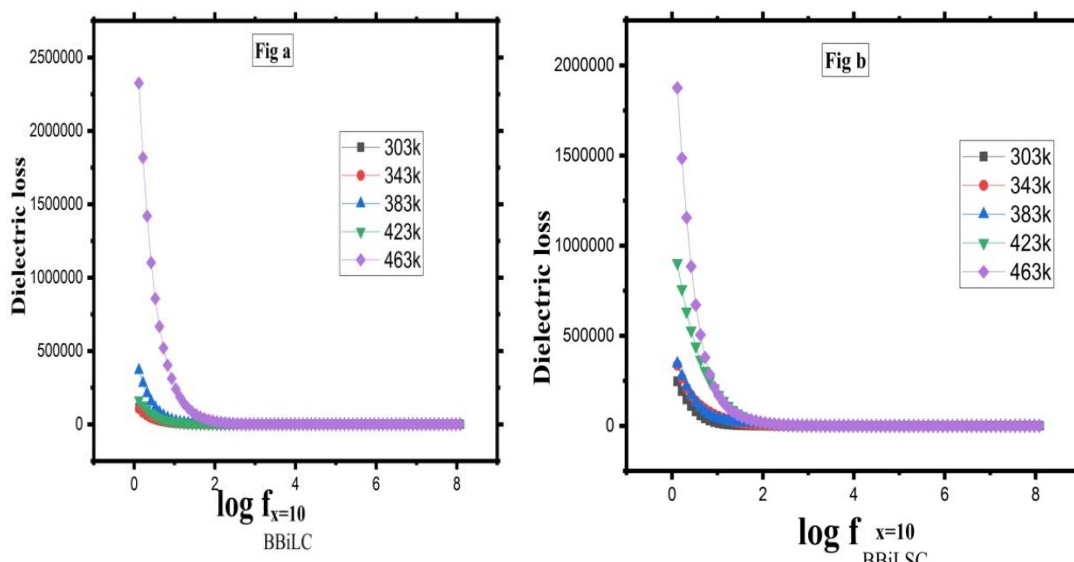 Fig a
2500000
2000000
1500000
1000000
500000
0
Dielectric loss
303k
343k
383k
423k
463k
0 2 4 6 8
log f x=10
BBiLC
Fig b
2000000
1500000
1000000
500000
0
Dielectric loss
303k
343k
383k
423k
463k
0 2 4 6 8
log f x=10
BBiLSC